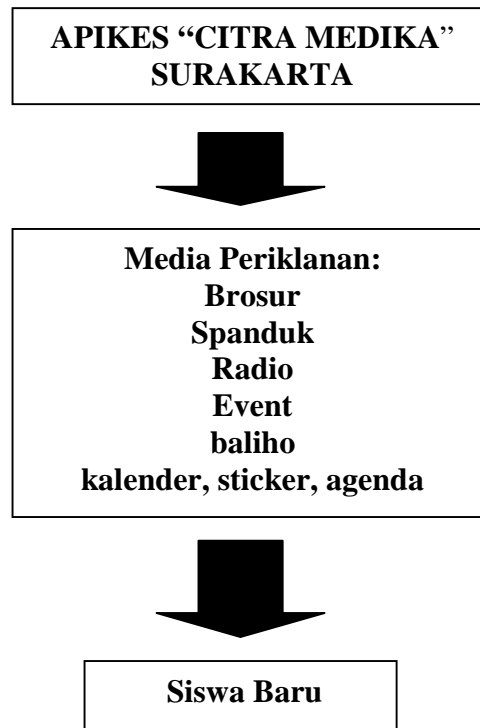 APIKES “CITRA MEDIKA”
SURAKARTA
Media Periklanan:
Brosur
Spanduk
Radio
Event
baliho
kalender, sticker, agenda
Siswa Baru